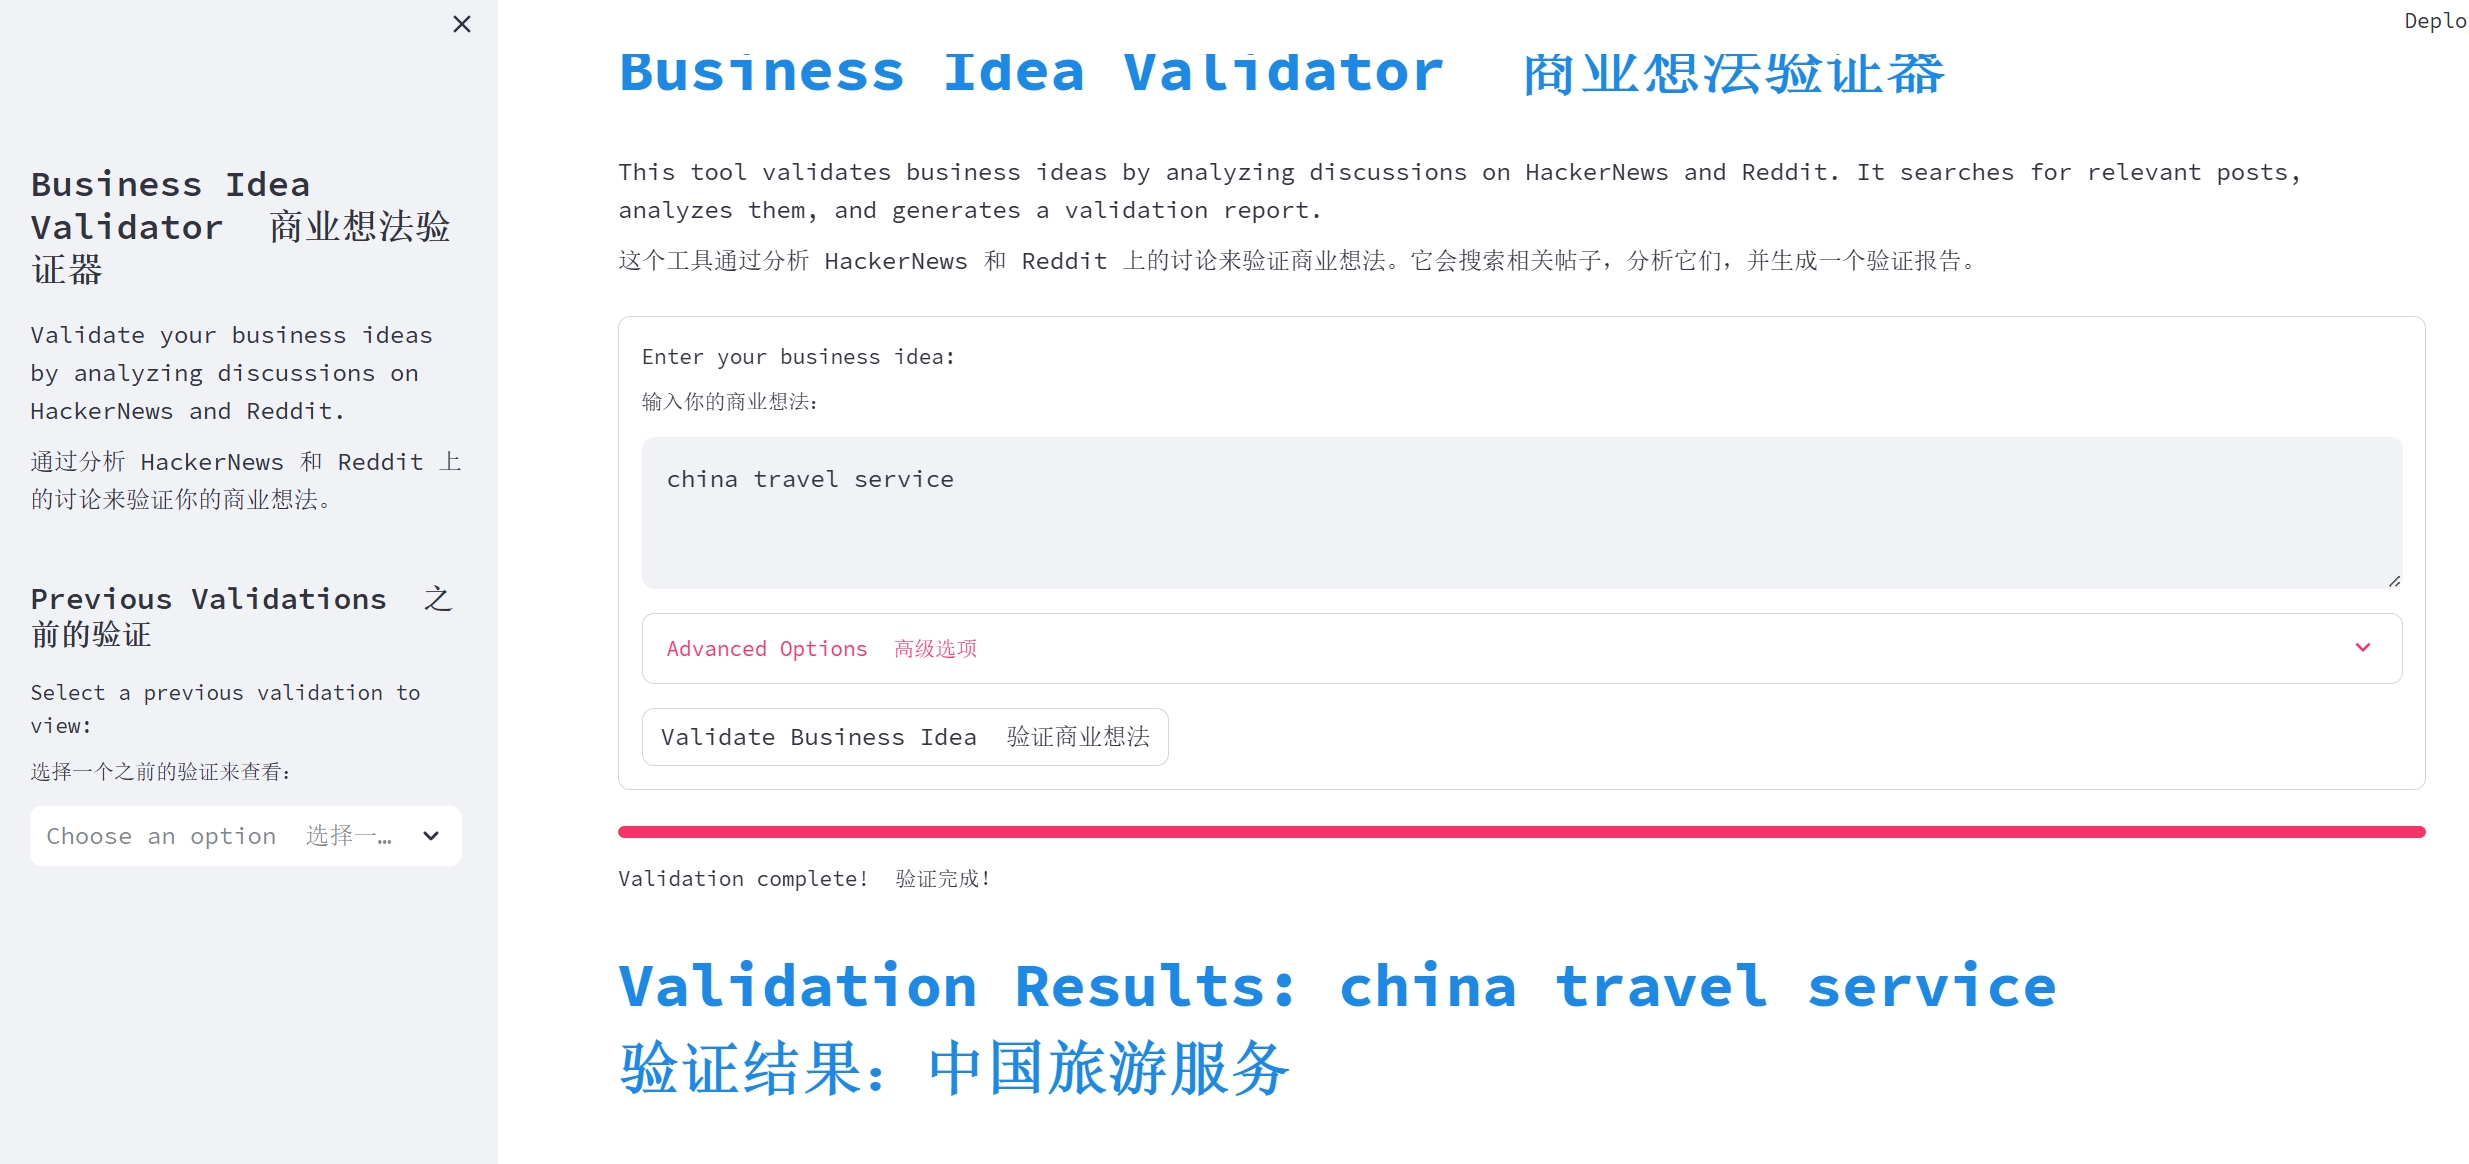 Deplo
Business Idea
Validator 商业想法验
证器
Validate your business ideas
by analyzing discussions on
HackerNews and Reddit.
通过分析 HackerNews 和 Reddit 上
的讨论来验证你的商业想法。
Previous Validations 之
前的验证
Select a previous validation to
view:
选择一个之前的验证来查看：
Choose an option 选择一…
Business Idea Validator 商业想法验证器
This tool validates business ideas by analyzing discussions on HackerNews and Reddit. It searches for relevant posts,
analyzes them, and generates a validation report.
这个工具通过分析 HackerNews 和 Reddit 上的讨论来验证商业想法。它会搜索相关帖子，分析它们，并生成一个验证报告。
Enter your business idea:
输入你的商业想法：
china travel service
Advanced Options 高级选项
Validate Business Idea 验证商业想法
Validation complete! 验证完成！
Validation Results: china travel service
验证结果：中国旅游服务